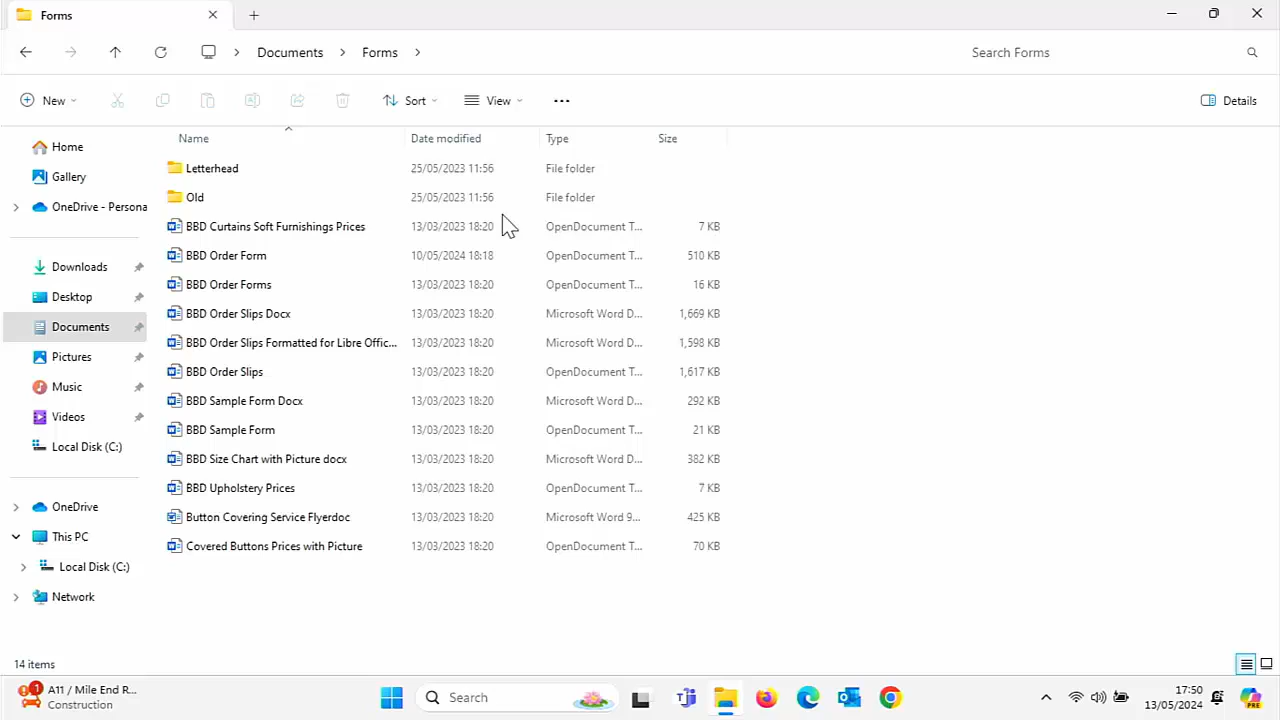 Forms
Documents Forms Search Forms
New Sort View Details
Name Date modified Type Size
Home
Gallery
OneDrive - Persona
Downloads
Desktop
Documents
Pictures
Music
Videos
Local Disk (C:)
OneDrive
This PC
Local Disk (C:)
Network
Letterhead 25/05/2023 11:56 File folder
Old 25/05/2023 11:56 File folder
BBD Curtains Soft Furnishings Prices 13/03/2023 18:20 OpenDocument T... 7 KB
BBD Order Form 10/05/2024 18:18 OpenDocument T... 510 KB
BBD Order Forms 13/03/2023 18:20 OpenDocument T... 16 KB
BBD Order Slips Docx 13/03/2023 18:20 Microsoft Word D... 1,669 KB
BBD Order Slips Formatted for Libre Offic... 13/03/2023 18:20 Microsoft Word D... 1,598 KB
BBD Order Slips 13/03/2023 18:20 OpenDocument T... 1,617 KB
BBD Sample Form Docx 13/03/2023 18:20 Microsoft Word D... 292 KB
BBD Sample Form 13/03/2023 18:20 OpenDocument T... 21 KB
BBD Size Chart with Picture docx 13/03/2023 18:20 Microsoft Word D... 382 KB
BBD Upholstery Prices 13/03/2023 18:20 OpenDocument T... 7 KB
Button Covering Service Flyerdoc 13/03/2023 18:20 Microsoft Word 9... 425 KB
Covered Buttons Prices with Picture 13/03/2023 18:20 OpenDocument T... 70 KB
14 items
1 A11 / Mile End R...
Construction
Search
17:50
13/05/2024
PRE